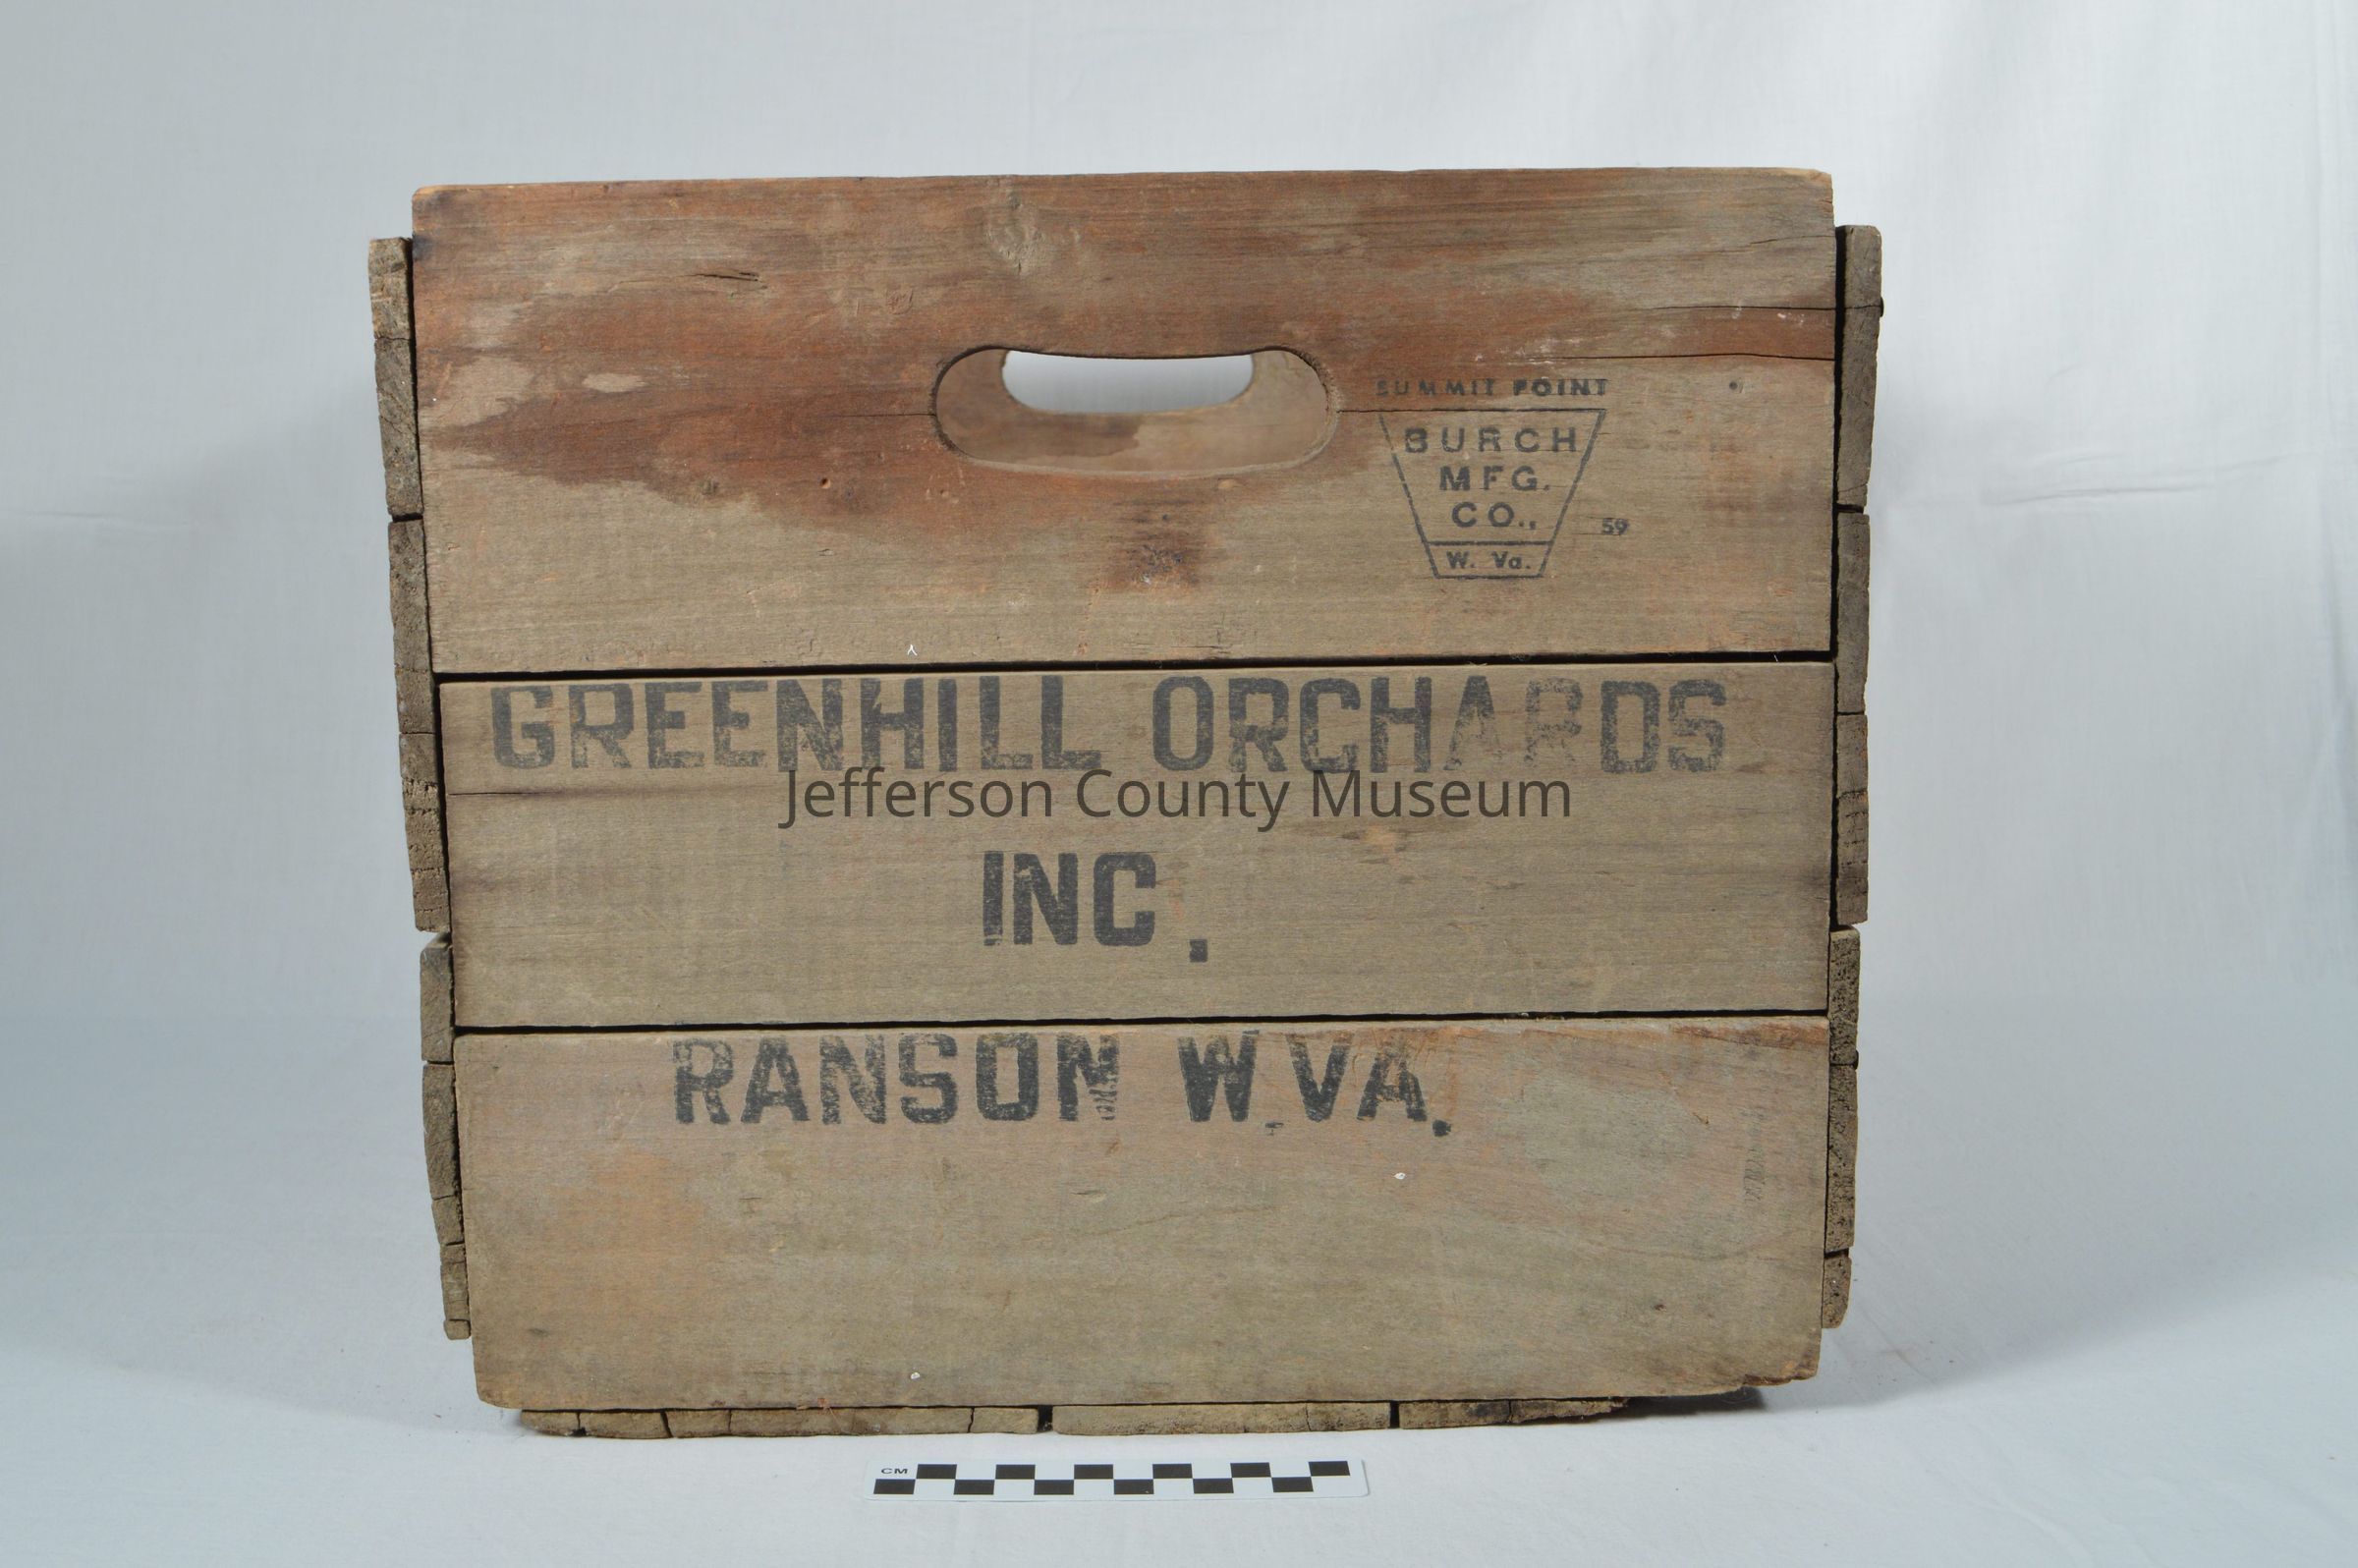 SUMMIT POINT
BURCH
MFG.
CO.,
59
W. Va.
GREENHILL ORCHARDS
Jefferson County Museum
INC.
RANSON W.VA.
CM